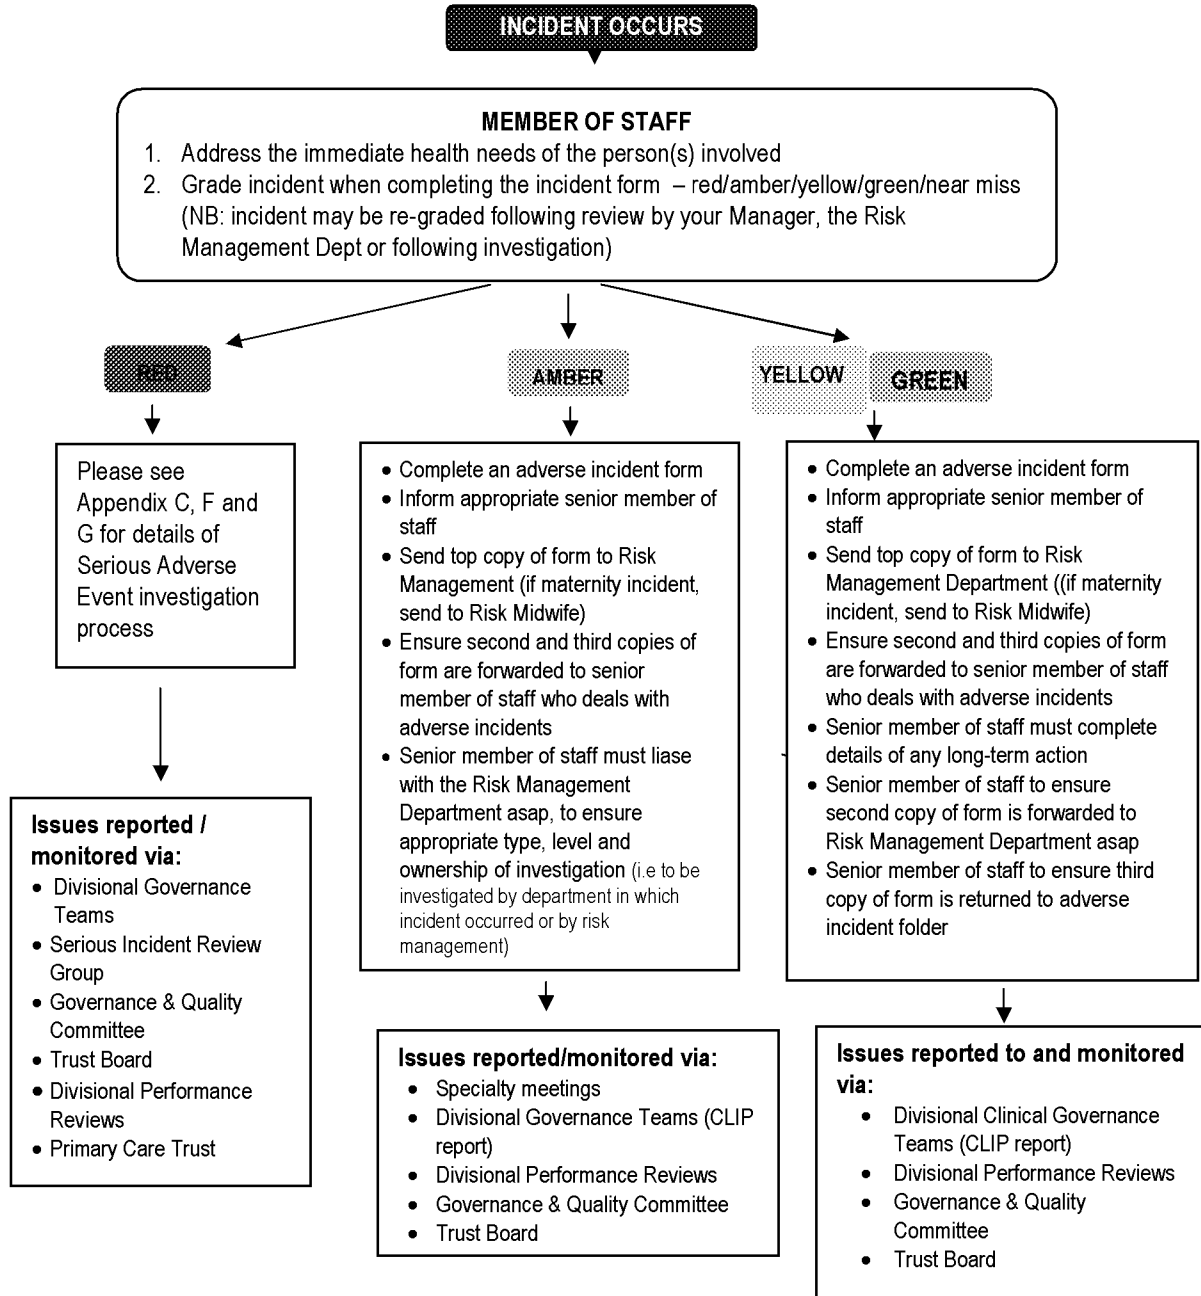 INCIDENT OCCURS
MEMBER OF STAFF
1. Address the immediate health needs of the person(s) involved
2. Grade incident when completing the incident form – red/amber/yellow/green/near miss
(NB: incident may be re-graded following review by your Manager, the Risk
Management Dept or following investigation)
RED
AMBER
YELLOW
GREEN
Please see
Appendix C, F and
G for details of
Serious Adverse
Event investigation
process
• Complete an adverse incident form
• Inform appropriate senior member of
staff
• Send top copy of form to Risk
Management (if maternity incident,
send to Risk Midwife)
• Ensure second and third copies of
form are forwarded to senior
member of staff who deals with
adverse incidents
• Senior member of staff must liase
with the Risk Management
Department asap, to ensure
appropriate type, level and
ownership of investigation (i.e to be
investigated by department in which
incident occurred or by risk
management)
• Complete an adverse incident form
• Inform appropriate senior member of
staff
• Send top copy of form to Risk
Management Department ((if maternity
incident, send to Risk Midwife)
• Ensure second and third copies of form
are forwarded to senior member of staff
who deals with adverse incidents
• Senior member of staff must complete
details of any long-term action
• Senior member of staff to ensure
second copy of form is forwarded to
Risk Management Department asap
• Senior member of staff to ensure third
copy of form is returned to adverse
incident folder
Issues reported /
monitored via:
• Divisional Governance
Teams
• Serious Incident Review
Group
• Governance & Quality
Committee
• Trust Board
• Divisional Performance
Reviews
• Primary Care Trust
Issues reported/monitored via:
• Specialty meetings
• Divisional Governance Teams (CLIP
report)
• Divisional Performance Reviews
• Governance & Quality Committee
• Trust Board
Issues reported to and monitored
via:
• Divisional Clinical Governance
Teams (CLIP report)
• Divisional Performance Reviews
• Governance & Quality
Committee
• Trust Board